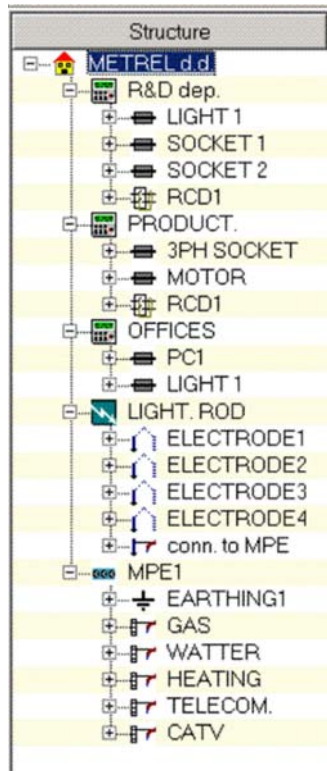 Structure
METREL d.d.
R&D dep.
LIGHT 1
SOCKET 1
SOCKET 2
RCD1
PRODUCT.
3PH SOCKET
MOTOR
RCD1
OFFICES
PC1
LIGHT 1
LIGHT. ROD
ELECTRODE1
ELECTRODE2
ELECTRODE3
ELECTRODE4
conn. to MPE
MPE1
EARTHING1
GAS
WATTER
HEATING
TELECOM.
CATV